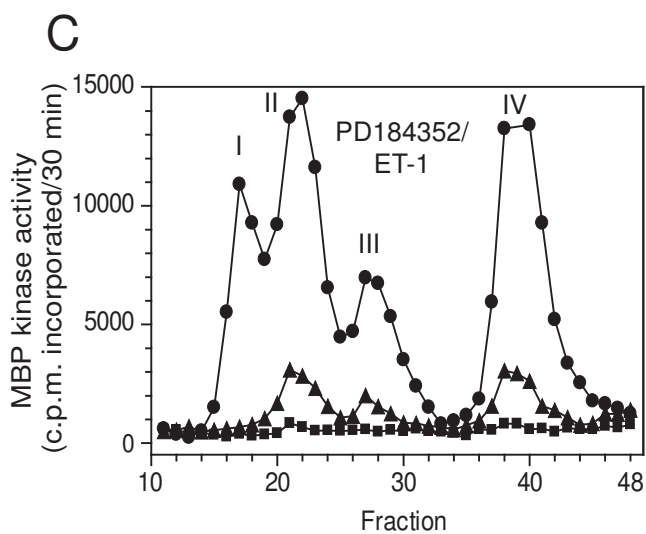 C
MBP kinase activity
(c.p.m. incorporated/30 min)
15000
10000
5000
0
I
II
PD184352/
ET-1
III
IV
10
20
30
40
48
Fraction